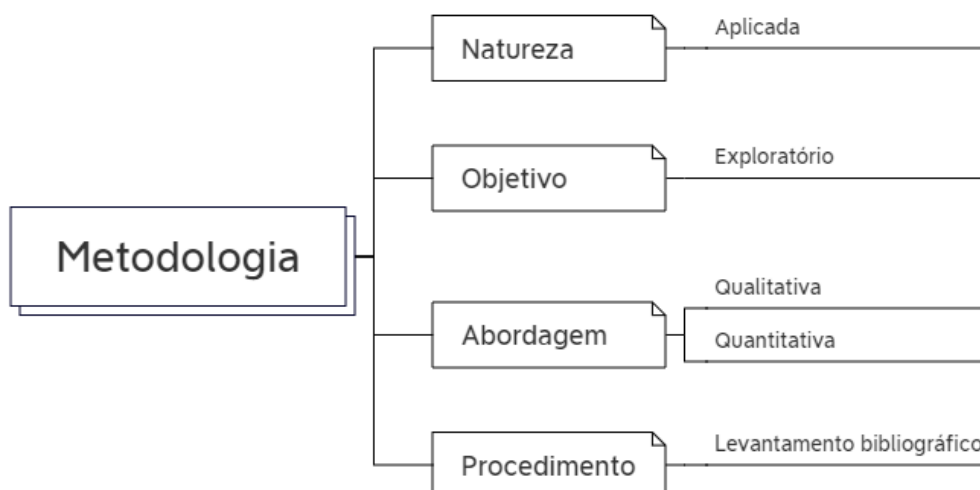 Metodologia
Natureza
Aplicada
Objetivo
Exploratório
Abordagem
Qualitativa
Quantitativa
Procedimento
Levantamento bibliográfico